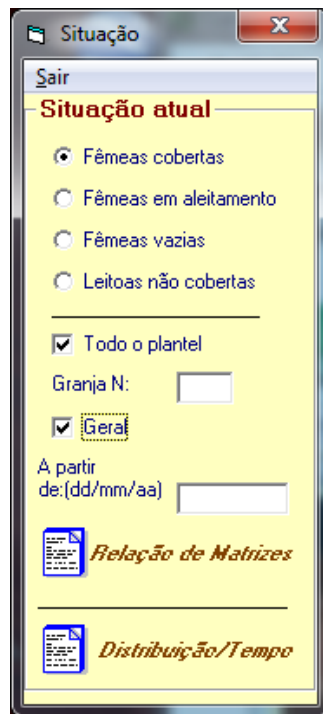 Situação
Sair
Situação atual
Fêmeas cobertas
Fêmeas em aleitamento
Fêmeas vazias
Leitoas não cobertas
Todo o plantel
Granja N:
Geral
A partir
de:(dd/mm/aa)
Relação de Matrizes
Distribuição/Tempo